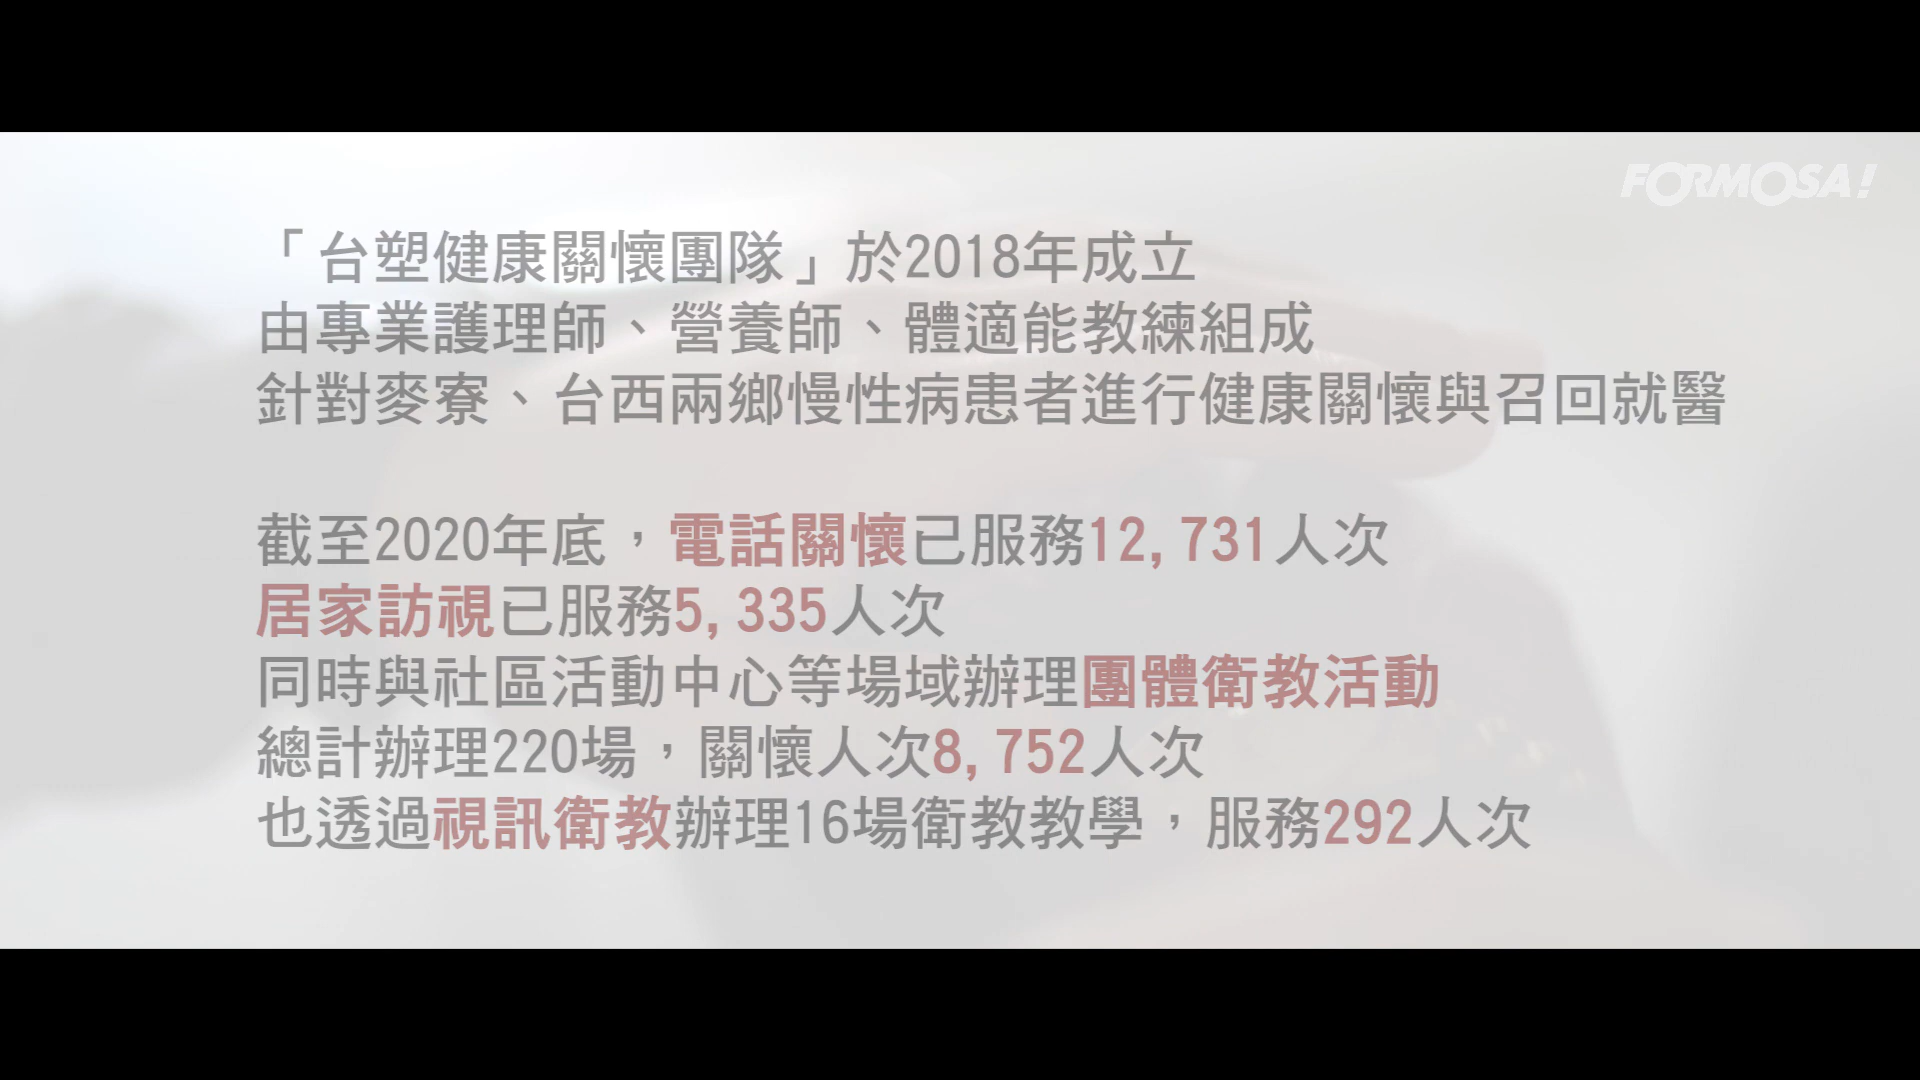 FORMOSA!
「台塑健康關懷團隊」於2018年成立
由專業護理師、營養師、體適能教練組成
針對麥寮、台西兩鄉慢性病患者進行健康關懷與召回就醫
截至2020年底，電話關懷已服務12,731人次
居家訪視已服務5,335人次
同時與社區活動中心等場域辦理團體衛教活動
總計辦理220場，關懷人次8,752人次
也透過視訊衛教辦理16場衛教教學，服務292人次